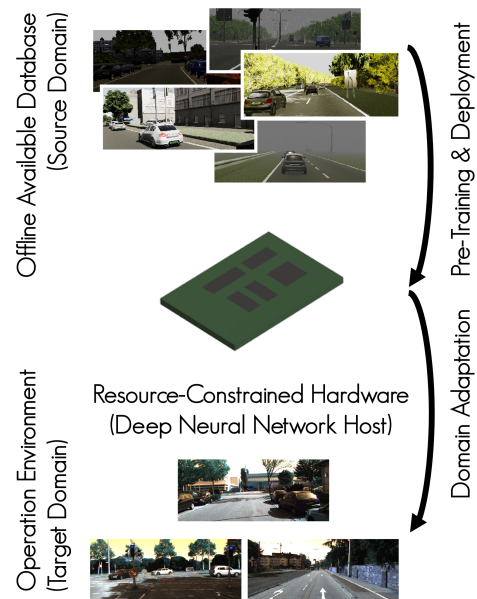 Offline Available Database
(Source Domain)
Pre-Training & Deployment
Resource-Constrained Hardware
(Deep Neural Network Host)
Domain Adaptation
Operation Environment
(Target Domain)